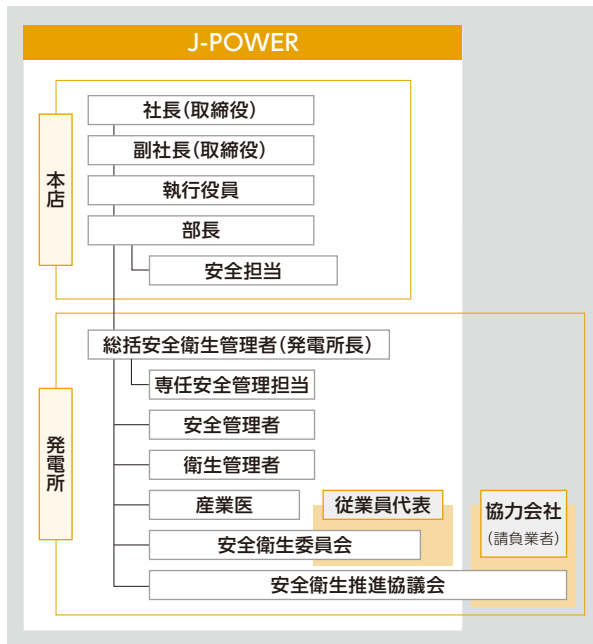 J-POWER
本店
社長(取締役)
副社長(取締役)
執行役員
部長
安全担当
発電所
総括安全衛生管理者(発電所長)
専任安全管理担当
安全管理者
衛生管理者
産業医
従業員代表
協力会社
(請負業者)
安全衛生委員会
安全衛生推進協議会